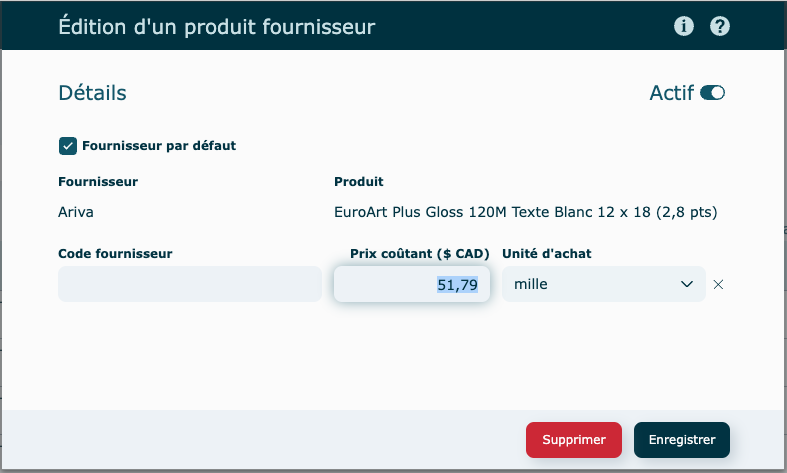 Édition d'un produit fournisseur
Détails
Actif
Fournisseur par défaut
Fournisseur Produit
Ariva EuroArt Plus Gloss 120M Texte Blanc 12 x 18 (2,8 pts)
Code fournisseur Prix coûtant ($ CAD) Unité d'achat
51,79 mille
Supprimer Enregistrer